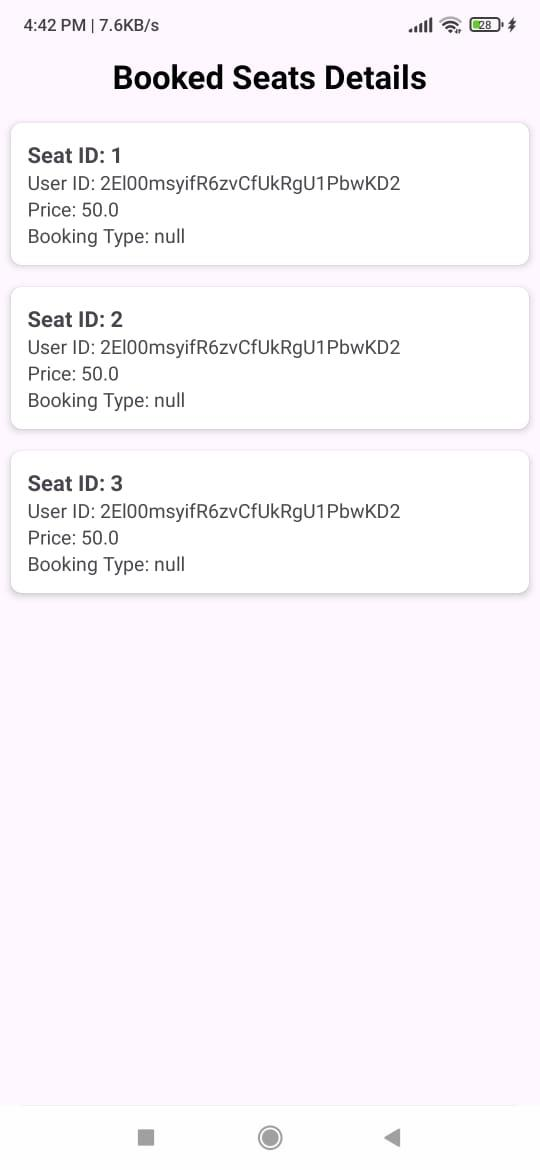 4:42 PM | 7.6KB/s
28
Booked Seats Details
Seat ID: 1
User ID: 2El00msyifR6zvCfUkRgU1PbwKD2
Price: 50.0
Booking Type: null
Seat ID: 2
User ID: 2El00msyifR6zvCfUkRgU1PbwKD2
Price: 50.0
Booking Type: null
Seat ID: 3
User ID: 2El00msyifR6zvCfUkRgU1PbwKD2
Price: 50.0
Booking Type: null